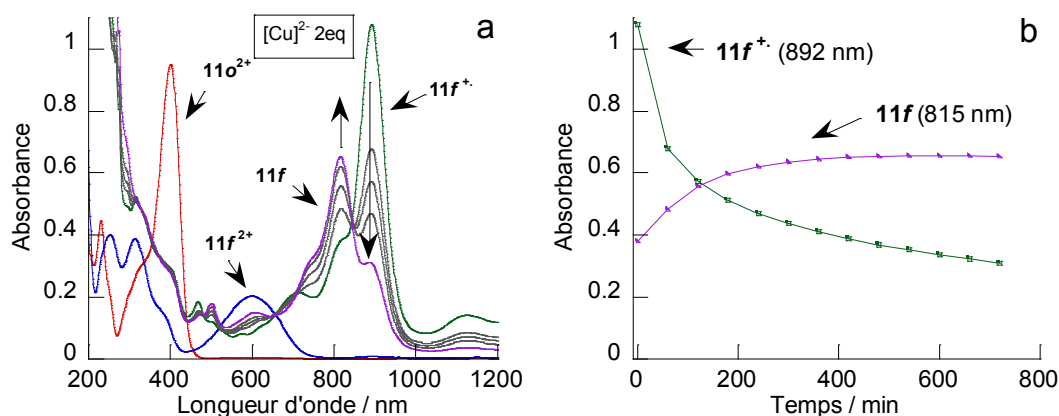 a
[Cu]²⁻ 2eq
11o²⁺
11f⁺·
11f
11f²⁺
Absorbance
1
0.8
0.6
0.4
0.2
0
200 400 600 800 1000 1200
Longueur d'onde / nm
b
11f⁺· (892 nm)
11f (815 nm)
Absorbance
1
0.8
0.6
0.4
0.2
0
0 200 400 600 800
Temps / min